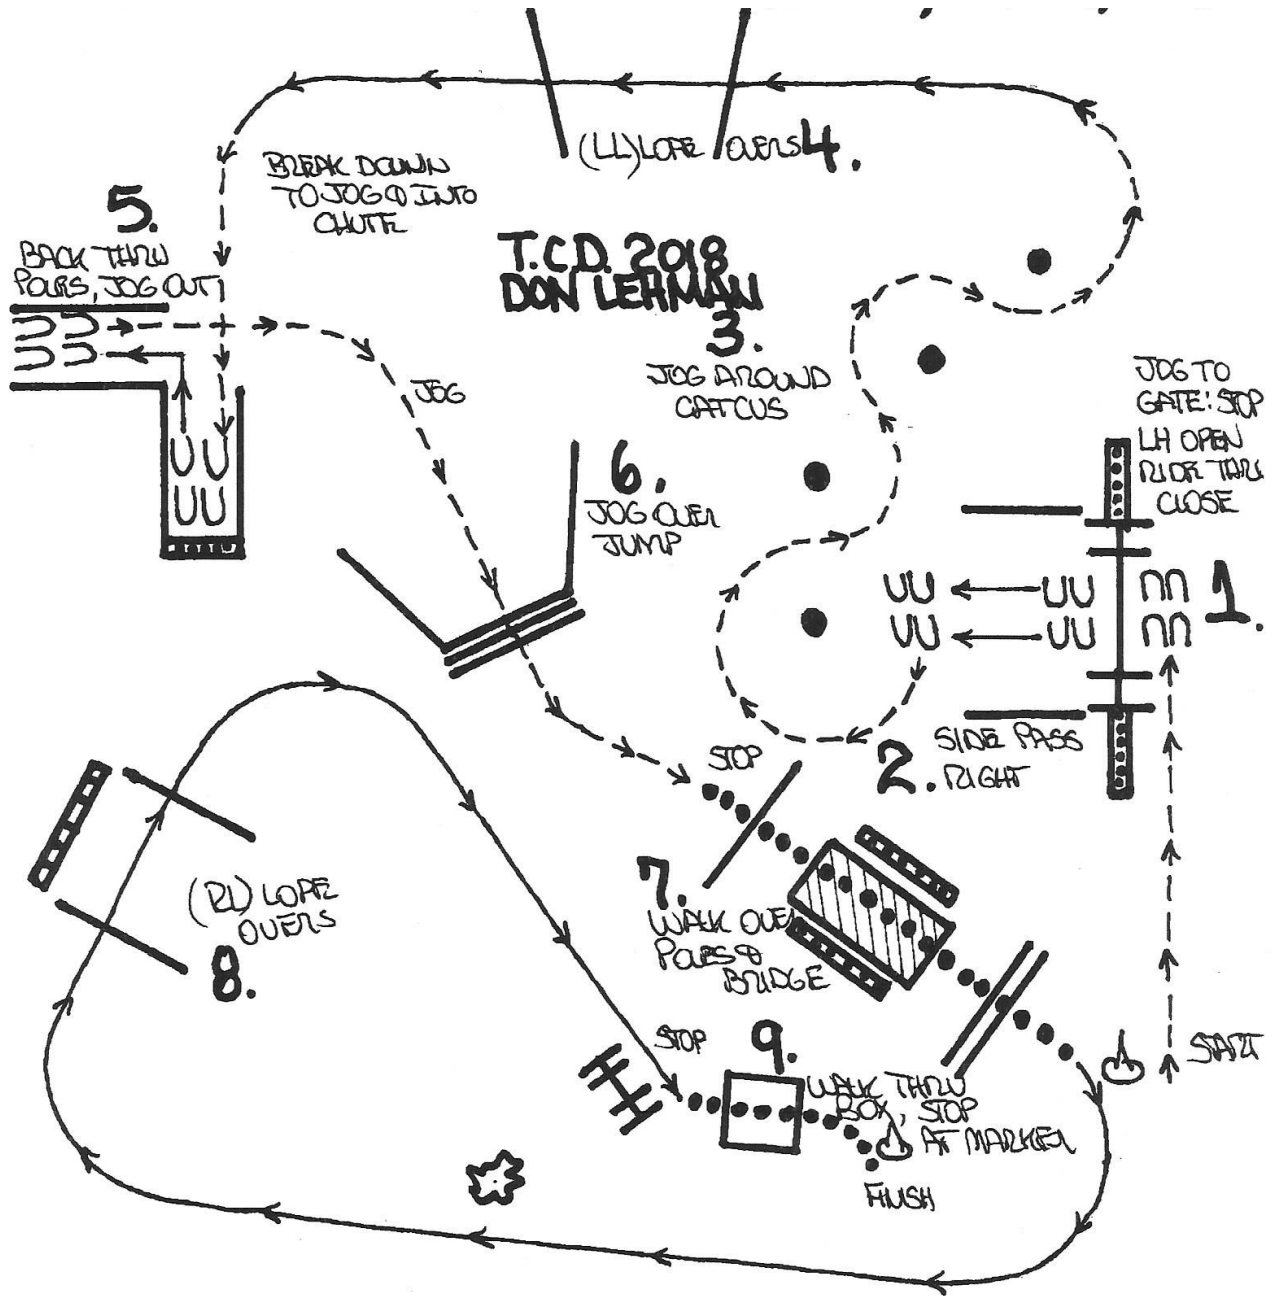 (LL) LOPE OVERS 4.
BREAK DOWN
TO JOG & INTO
CHUTE
5.
BACK THRU
POLES, JOG OUT
T.C.D. 2018
DON LEHMAN
3.
JOG AROUND
CATCUS
JOG TO
GATE: STOP
LH OPEN
RIDE THRU
CLOSE
1.
JOG
6.
JOG OVER
JUMP
2. SIDE PASS
RIGHT
STOP
7.
WALK OVER
POLES &
BRIDGE
(RL) LOPE
OVERS
8.
START
STOP
9.
WALK THRU
BOX, STOP
AT MARKER
FINISH